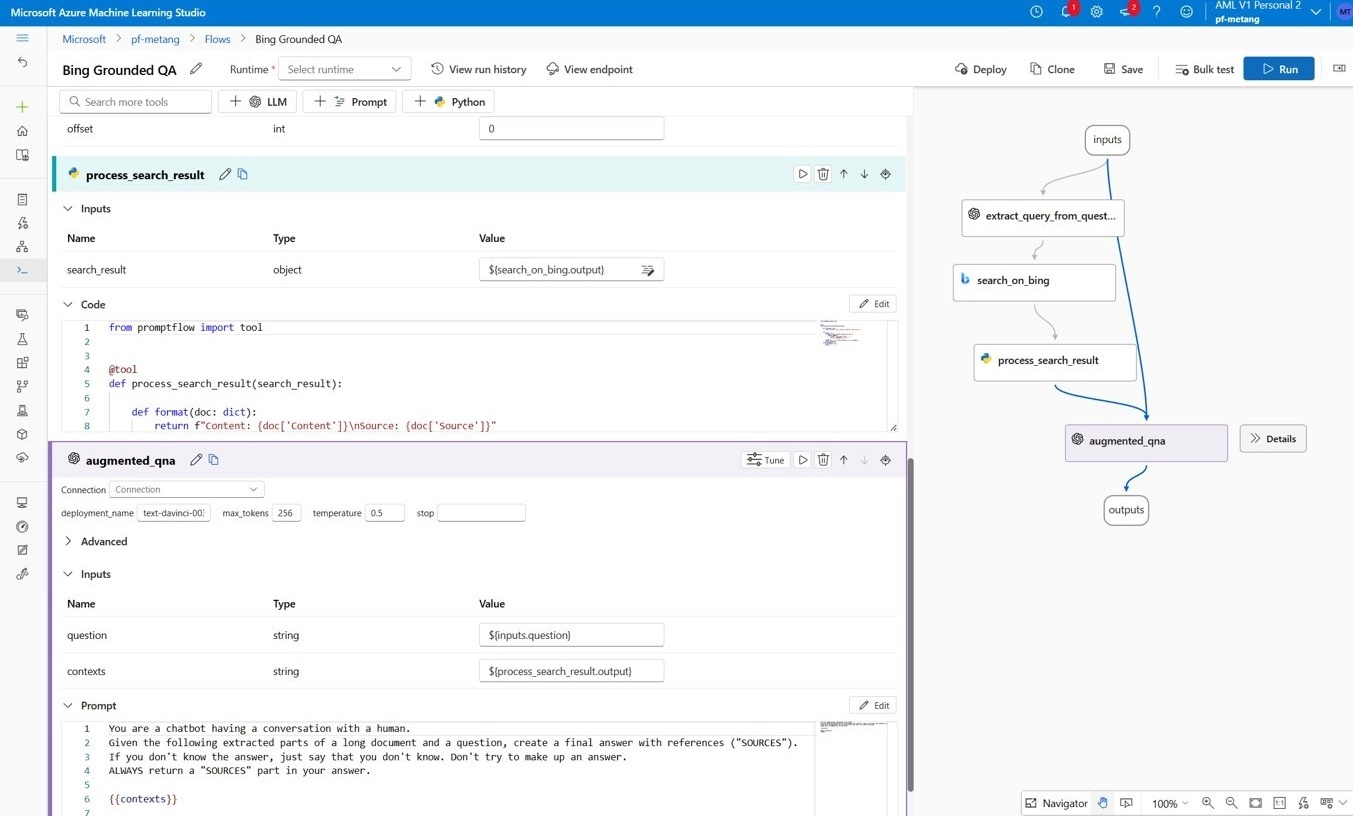 Microsoft Azure Machine Learning Studio
1
2
AML V1 Personal 2
pf-metang
MT
Microsoft > pf-metang > Flows > Bing Grounded QA
Bing Grounded QA
Runtime *
Select runtime
View run history
View endpoint
Deploy
Clone
Save
Bulk test
Run
Search more tools
+ LLM
+ Prompt
+ Python
offset int 0
process_search_result
Inputs
Name Type Value
search_result object ${search_on_bing.output}
Code
Edit
1 from promptflow import tool
2
3
4 @tool
5 def process_search_result(search_result):
6
7 def format(doc: dict):
8 return f"Content: {doc['Content']}\nSource: {doc['Source']}"
augmented_qna
Tune
Connection Connection
deployment_name text-davinci-003 max_tokens 256 temperature 0.5 stop
Advanced
Inputs
Name Type Value
question string ${inputs.question}
contexts string ${process_search_result.output}
Prompt
Edit
1 You are a chatbot having a conversation with a human.
2 Given the following extracted parts of a long document and a question, create a final answer with references ("SOURCES").
3 If you don't know the answer, just say that you don't know. Don't try to make up an answer.
4 ALWAYS return a "SOURCES" part in your answer.
5
6 {{contexts}}
7
inputs
extract_query_from_quest...
search_on_bing
process_search_result
augmented_qna
Details
outputs
Navigator
100%
1:1